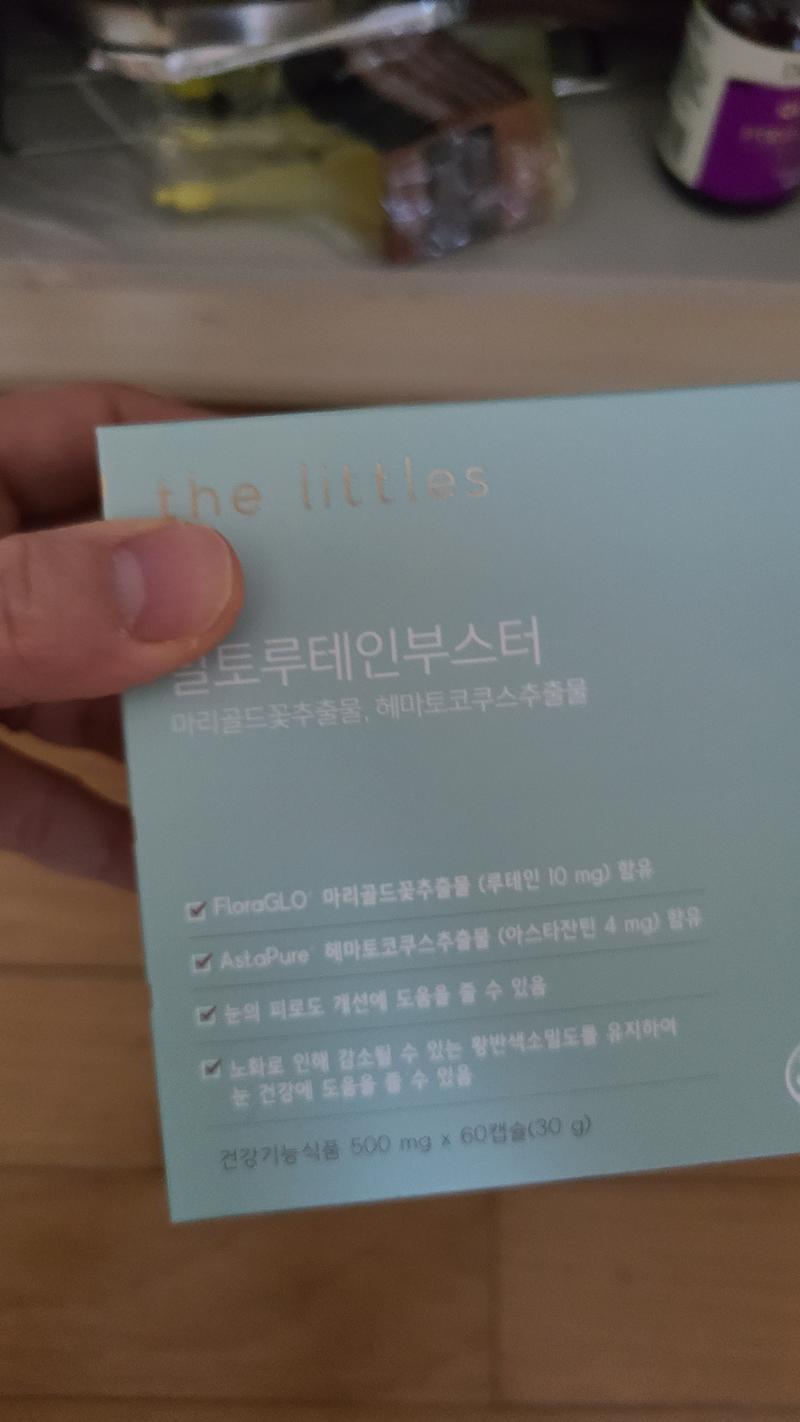 the littles
토루테인부스터
마리골드꽃추출물, 헤마토코쿠스추출물
FloraGLO® 마리골드꽃추출물 (루테인 10 mg) 함유
AstaPure® 헤마토코쿠스추출물 (아스타잔틴 4 mg) 함유
눈의 피로도 개선에 도움을 줄 수 있음
노화로 인해 감소될 수 있는 황반색소밀도를 유지하여
눈 건강에 도움을 줄 수 있음
건강기능식품 500 mg x 60캡슐(30 g)